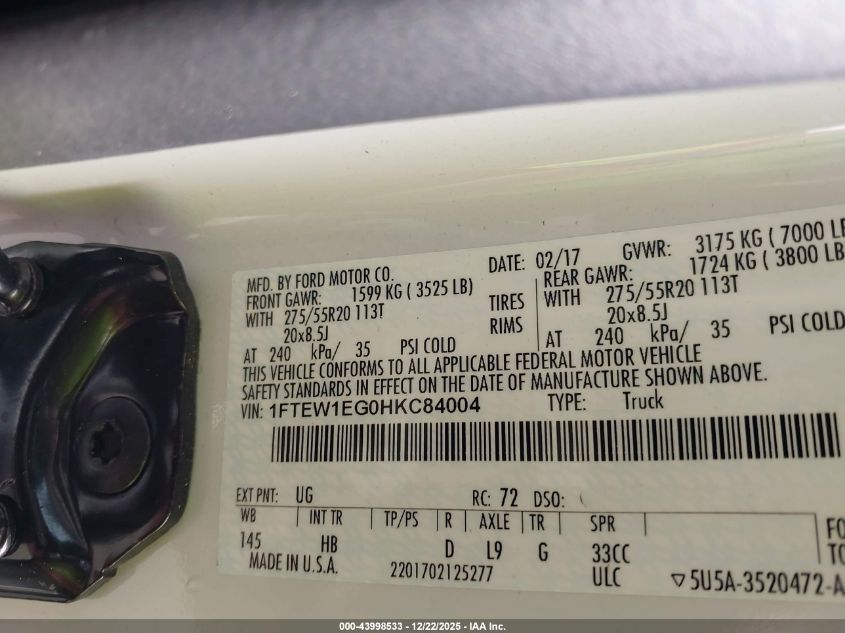 MFD. BY FORD MOTOR CO. DATE: 02/17 GVWR: 3175 KG ( 7000 LB
FRONT GAWR: 1599 KG ( 3525 LB) REAR GAWR: 1724 KG ( 3800 LB
WITH 275/55R20 113T TIRES WITH 275/55R20 113T
20x8.5J RIMS 20x8.5J
AT 240 kPa/ 35 PSI COLD AT 240 kPa/ 35 PSI COLD
THIS VEHICLE CONFORMS TO ALL APPLICABLE FEDERAL MOTOR VEHICLE
SAFETY STANDARDS IN EFFECT ON THE DATE OF MANUFACTURE SHOWN ABOVE.
VIN: 1FTEW1EG0HKC84004 TYPE: Truck
EXT PNT: UG RC: 72 DSO:
WB INT TR TP/PS R AXLE TR SPR
145 HB D L9 G 33CC
MADE IN U.S.A. 2201702125277 ULC ▽5U5A-3520472-A
FO
TO
000-43998533 - 12/22/2025 - IAA Inc.